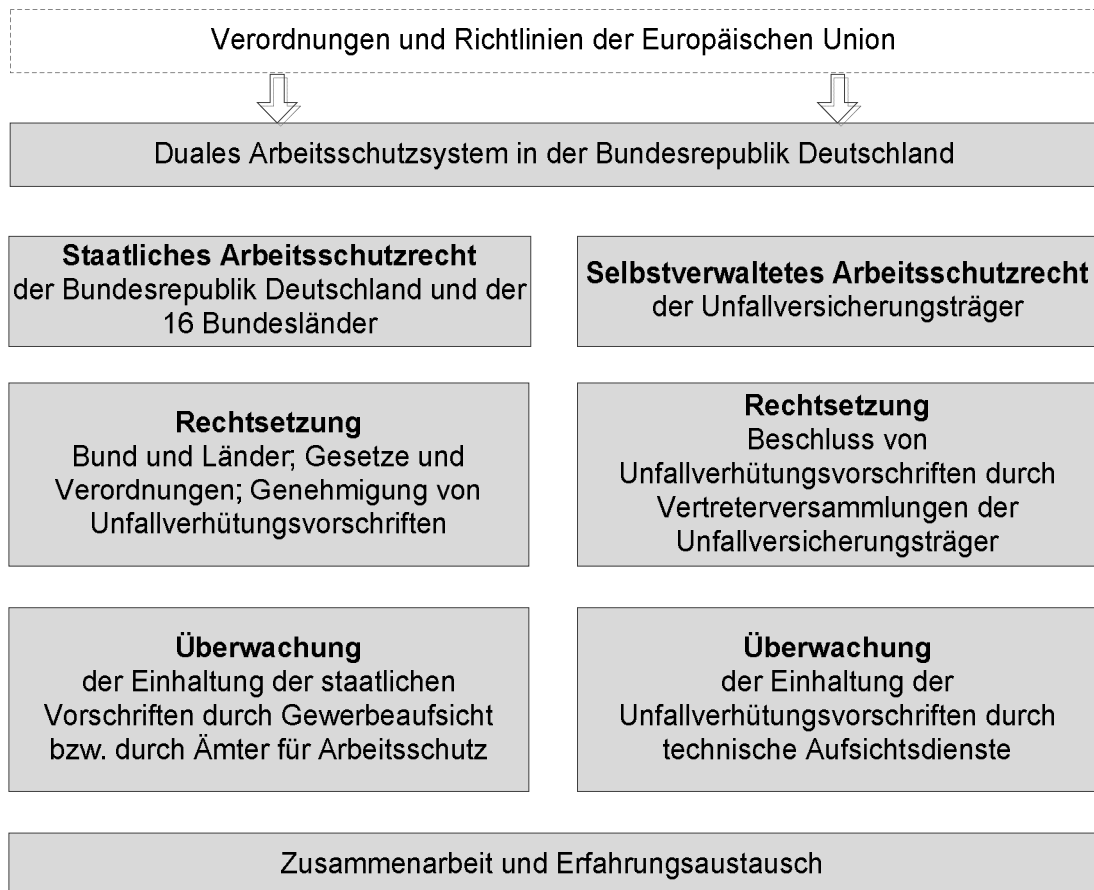 Verordnungen und Richtlinien der Europäischen Union
Duales Arbeitsschutzsystem in der Bundesrepublik Deutschland
Staatliches Arbeitsschutzrecht
der Bundesrepublik Deutschland und der
16 Bundesländer
Selbstverwaltetes Arbeitsschutzrecht
der Unfallversicherungsträger
Rechtsetzung
Bund und Länder; Gesetze und
Verordnungen; Genehmigung von
Unfallverhütungsvorschriften
Rechtsetzung
Beschluss von
Unfallverhütungsvorschriften durch
Vertreterversammlungen der
Unfallversicherungsträger
Überwachung
der Einhaltung der staatlichen
Vorschriften durch Gewerbeaufsicht
bzw. durch Ämter für Arbeitsschutz
Überwachung
der Einhaltung der
Unfallverhütungsvorschriften durch
technische Aufsichtsdienste
Zusammenarbeit und Erfahrungsaustausch